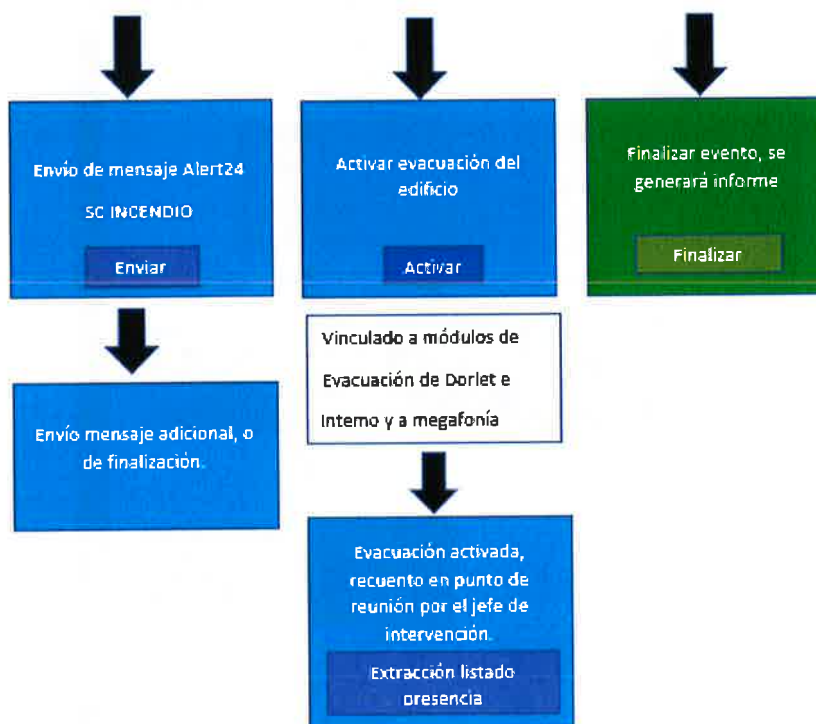 Envío de mensaje Alert24
SC INCENDIO
Enviar
Envío mensaje adicional, o
de finalización.
Activar evacuación del
edificio
Activar
Vinculado a módulos de
Evacuación de Dorlet e
Interno y a megafonía
Evacuación activada,
recuento en punto de
reunión por el jefe de
intervención.
Extracción listado
presencia
Finalizar evento, se
generará informe
Finalizar